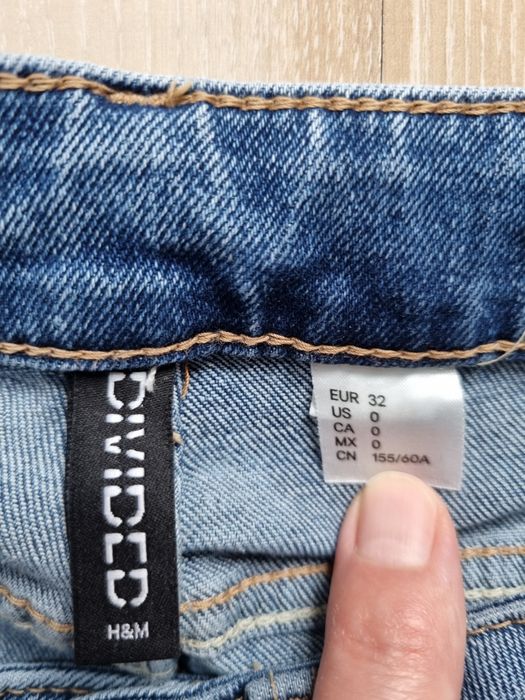 DIVIDED
H&M
EUR 32
US 0
CA 0
MX 0
CN 155/60A